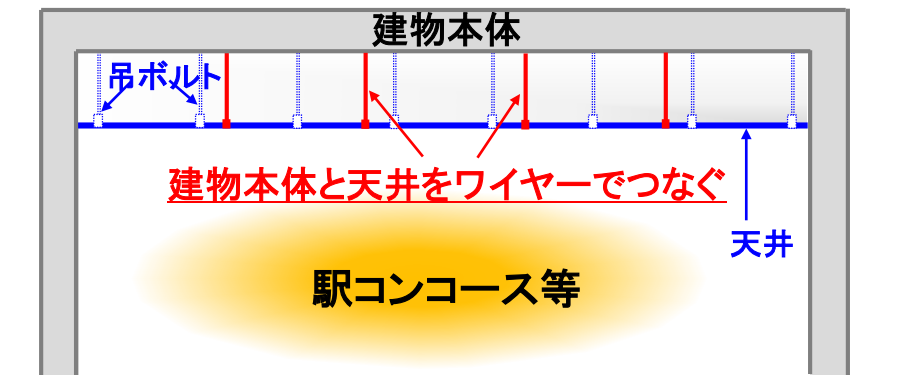 建物本体
吊ボルト
建物本体と天井をワイヤーでつなぐ
天井
駅コンコース等